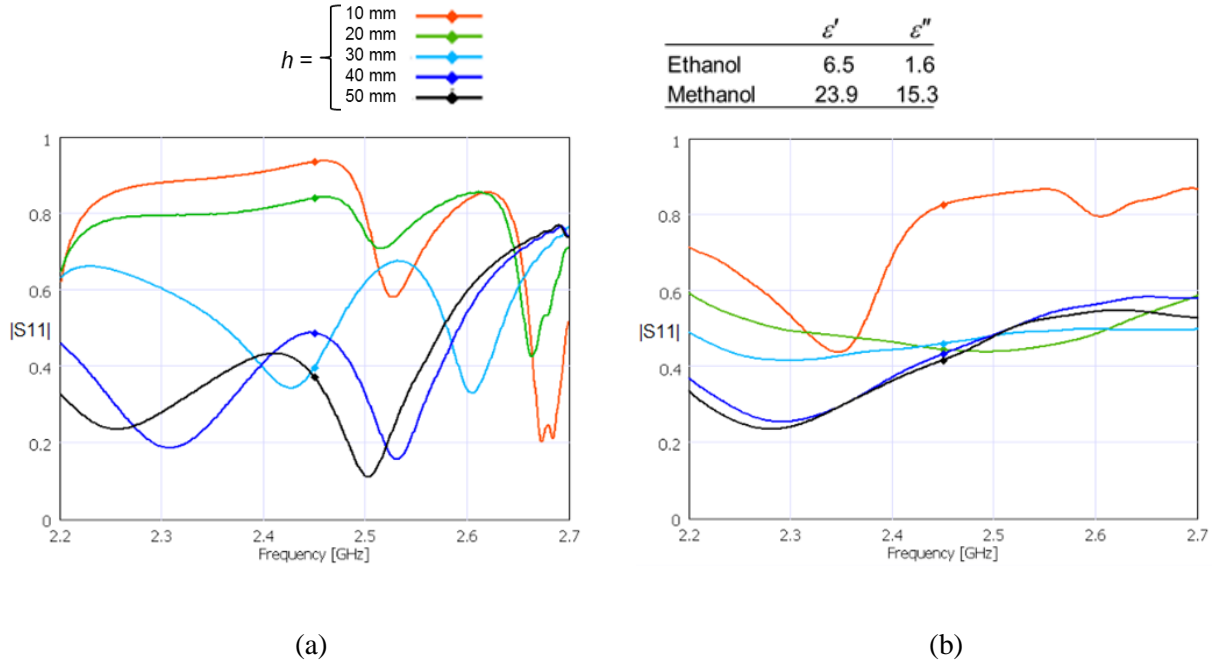 h =
10 mm
20 mm
30 mm
40 mm
50 mm
ε′ ε″
Ethanol 6.5 1.6
Methanol 23.9 15.3
1
0.8
0.6
|S11|
0.4
0.2
0
2.2 2.3 2.4 2.5 2.6 2.7
Frequency [GHz]
(a)
1
0.8
0.6
|S11|
0.4
0.2
0
2.2 2.3 2.4 2.5 2.6 2.7
Frequency [GHz]
(b)